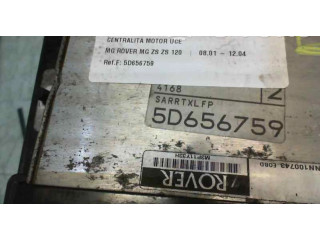 CENTRALITA MOTOR UCE
MG ROVER MG ZS ZS 120 08.01 - 12.04
Ref.F: 5D656759
4168
SARRTXLFP
5D656759
ROVER
NN100743